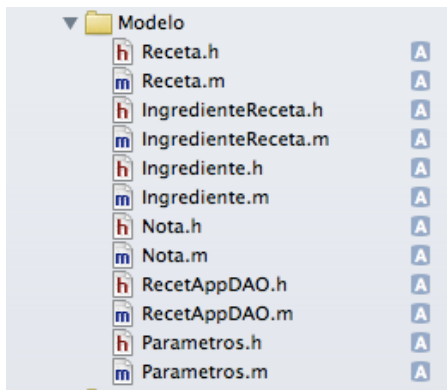 Modelo
h Receta.h A
m Receta.m A
h IngredienteReceta.h A
m IngredienteReceta.m A
h Ingrediente.h A
m Ingrediente.m A
h Nota.h A
m Nota.m A
h RecetAppDAO.h A
m RecetAppDAO.m A
h Parametros.h A
m Parametros.m A